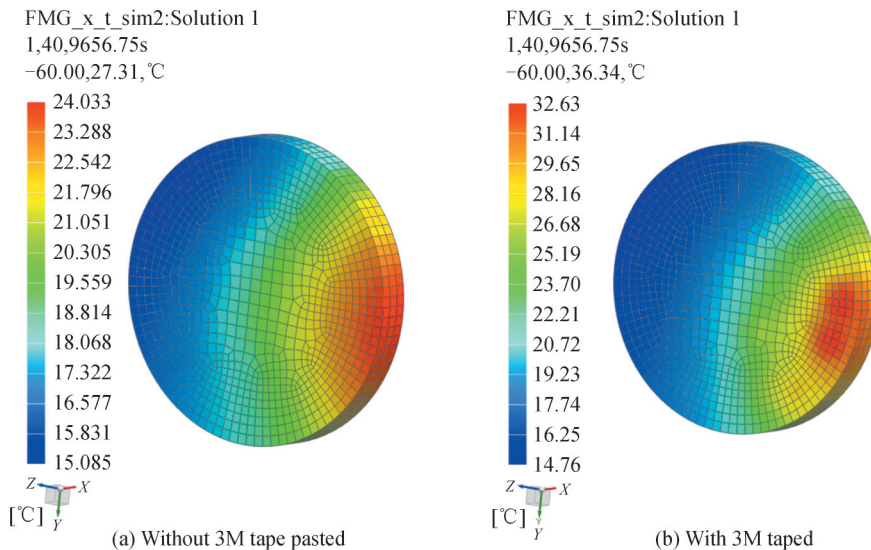 FMG_x_t_sim2:Solution 1
1,40,9656.75s
−60.00,27.31,℃
24.033
23.288
22.542
21.796
21.051
20.305
19.559
18.814
18.068
17.322
16.577
15.831
15.085
Z
X
Y
[℃]
(a) Without 3M tape pasted
FMG_x_t_sim2:Solution 1
1,40,9656.75s
−60.00,36.34,℃
32.63
31.14
29.65
28.16
26.68
25.19
23.70
22.21
20.72
19.23
17.74
16.25
14.76
Z
X
Y
Y
[℃]
(b) With 3M taped